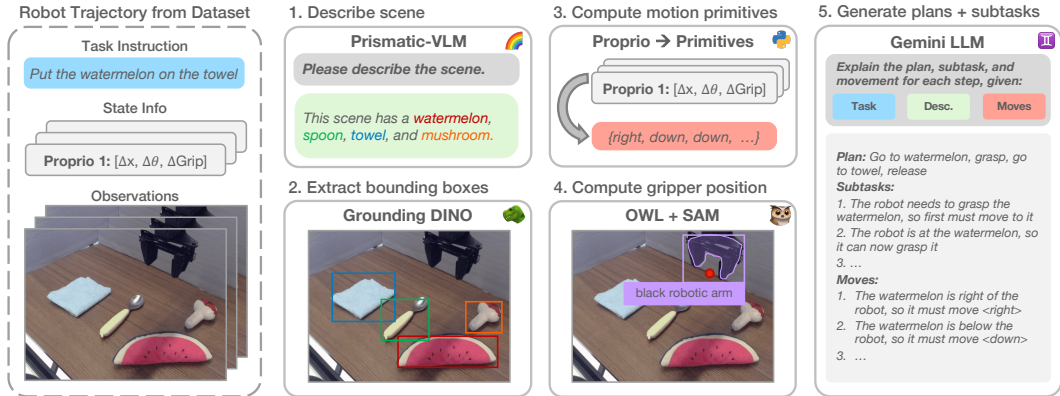 Robot Trajectory from Dataset
Task Instruction
Put the watermelon on the towel
State Info
Proprio 1: [Δx, Δθ, ΔGrip]
Observations
1. Describe scene
Prismatic-VLM
Please describe the scene.
This scene has a watermelon,
spoon, towel, and mushroom.
2. Extract bounding boxes
Grounding DINO
3. Compute motion primitives
Proprio → Primitives
Proprio 1: [Δx, Δθ, ΔGrip]
{right, down, down, …}
4. Compute gripper position
OWL + SAM
black robotic arm
5. Generate plans + subtasks
Gemini LLM
Explain the plan, subtask, and
movement for each step, given:
Task
Desc.
Moves
Plan: Go to watermelon, grasp, go
to towel, release
Subtasks:
1. The robot needs to grasp the
watermelon, so first must move to it
2. The robot is at the watermelon, so
it can now grasp it
3. …
Moves:
1. The watermelon is right of the
robot, so it must move <right>
2. The watermelon is below the
robot, so it must move <down>
3. …